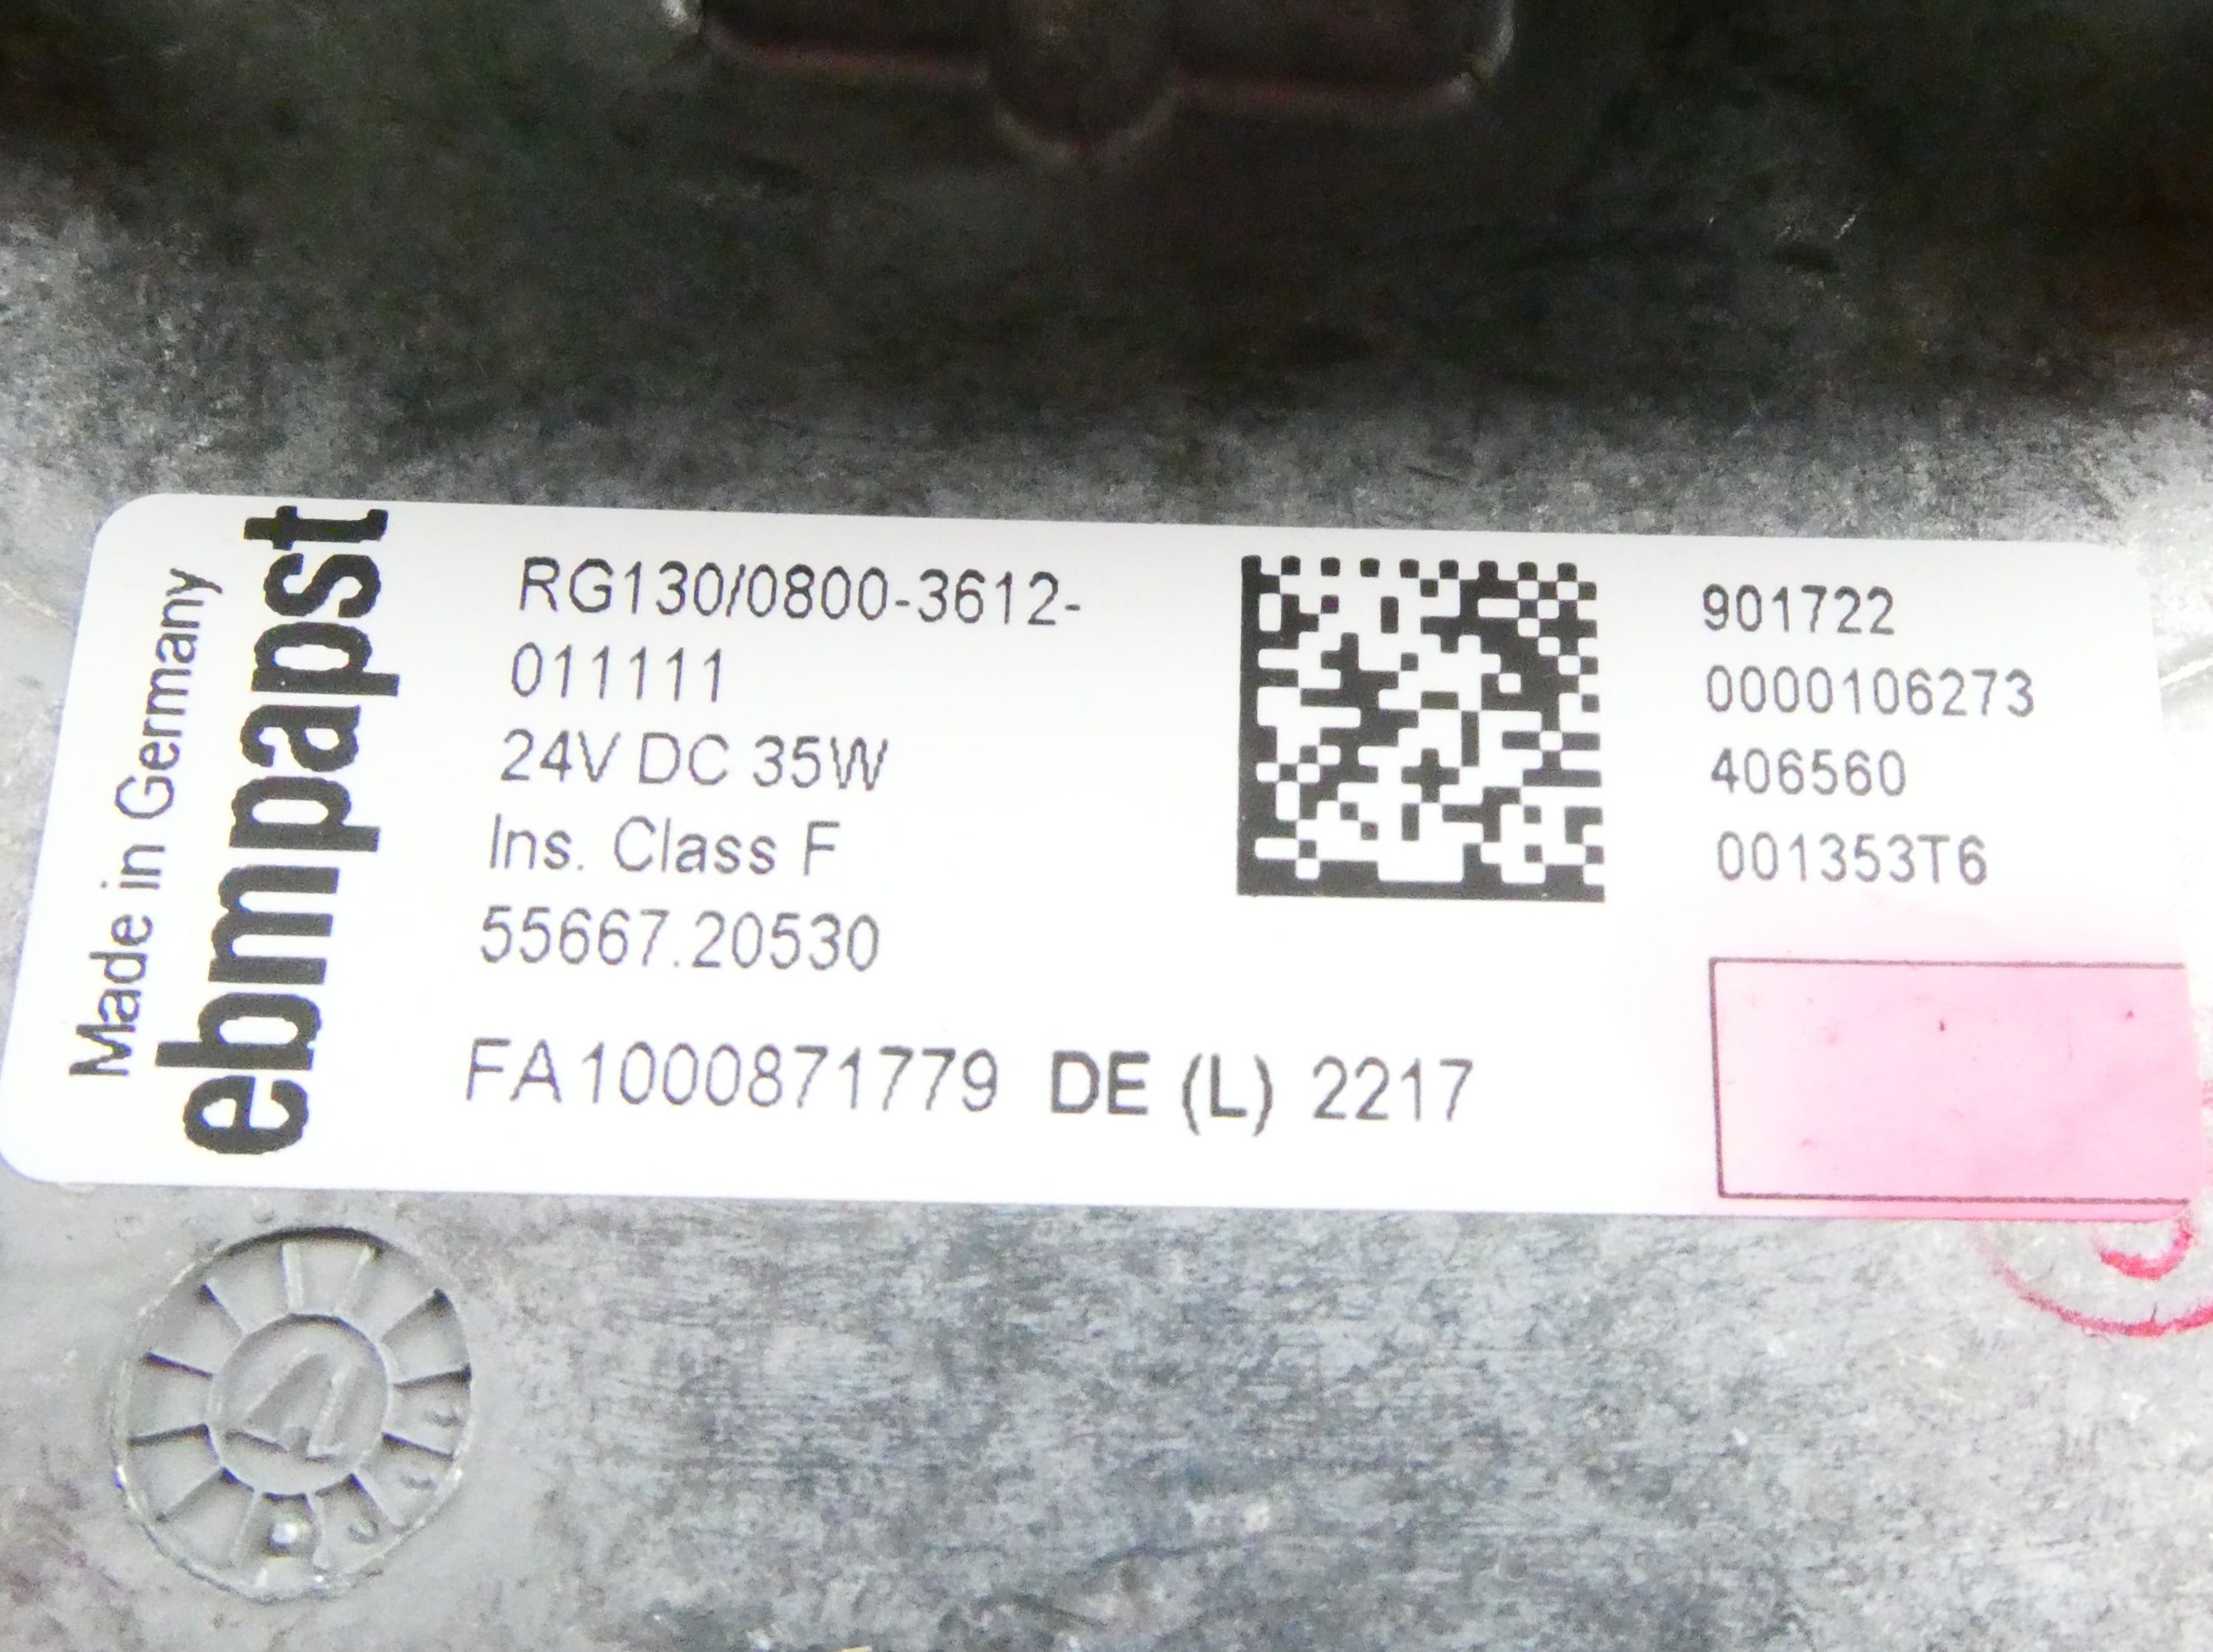 Made in Germany
ebmpapst
RG130/0800-3612-
011111
24V DC 35W
Ins. Class F
55667.20530
FA1000871779 DE (L) 2217
901722
0000106273
406560
001353T6